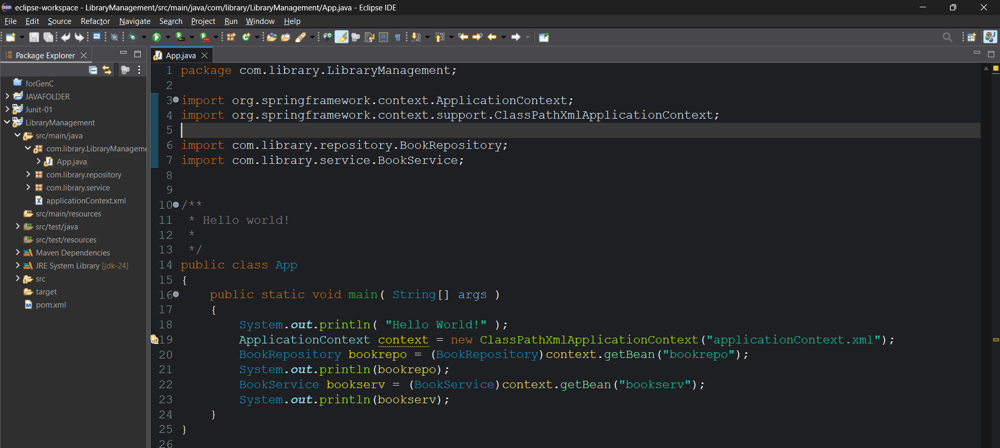 eclipse-workspace - LibraryManagement/src/main/java/com/library/LibraryManagement/App.java - Eclipse IDE
File Edit Source Refactor Navigate Search Project Run Window Help
Package Explorer
forGenC
JAVAFOLDER
Junit-01
LibraryManagement
src/main/java
com.library.LibraryManageme
App.java
com.library.repository
com.library.service
applicationContext.xml
src/main/resources
src/test/java
src/test/resources
Maven Dependencies
JRE System Library [jdk-24]
src
target
pom.xml
App.java
1 package com.library.LibraryManagement;
2
3 import org.springframework.context.ApplicationContext;
4 import org.springframework.context.support.ClassPathXmlApplicationContext;
5
6 import com.library.repository.BookRepository;
7 import com.library.service.BookService;
8
9
10 /**
11  * Hello world!
12  *
13  */
14 public class App
15 {
16     public static void main( String[] args )
17     {
18         System.out.println( "Hello World!" );
19         ApplicationContext context = new ClassPathXmlApplicationContext("applicationContext.xml");
20         BookRepository bookrepo = (BookRepository)context.getBean("bookrepo");
21         System.out.println(bookrepo);
22         BookService bookserv = (BookService)context.getBean("bookserv");
23         System.out.println(bookserv);
24     }
25 }
26